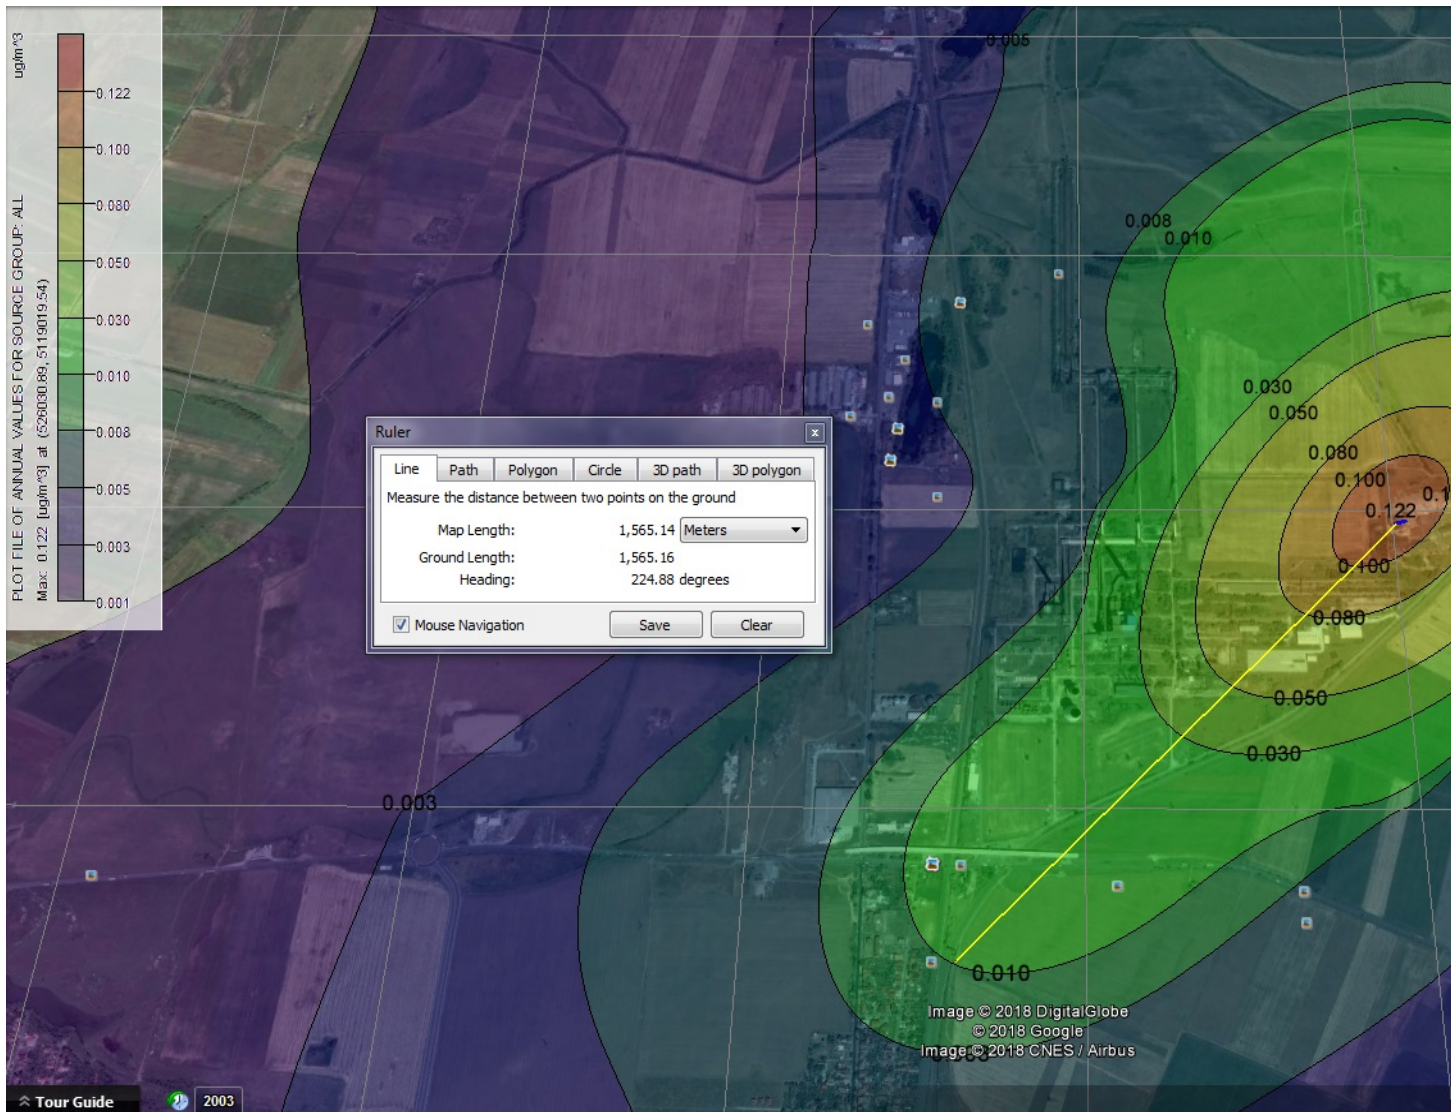 PLOT FILE OF ANNUAL VALUES FOR SOURCE GROUP: ALL
Max: 0.122 [ug/m^3] at (526030.89, 5119019.54)
ug/m^3
0.122
0.100
0.080
0.050
0.030
0.010
0.008
0.005
0.003
0.001
0.005
0.008
0.010
0.030
0.050
0.080
0.100
0.122
0.100
0.080
0.050
0.030
0.003
0.010
Ruler
Line
Path
Polygon
Circle
3D path
3D polygon
Measure the distance between two points on the ground
Map Length: 1,565.14 Meters
Ground Length: 1,565.16
Heading: 224.88 degrees
Mouse Navigation
Save
Clear
Image © 2018 DigitalGlobe
© 2018 Google
Image © 2018 CNES / Airbus
Tour Guide
2003